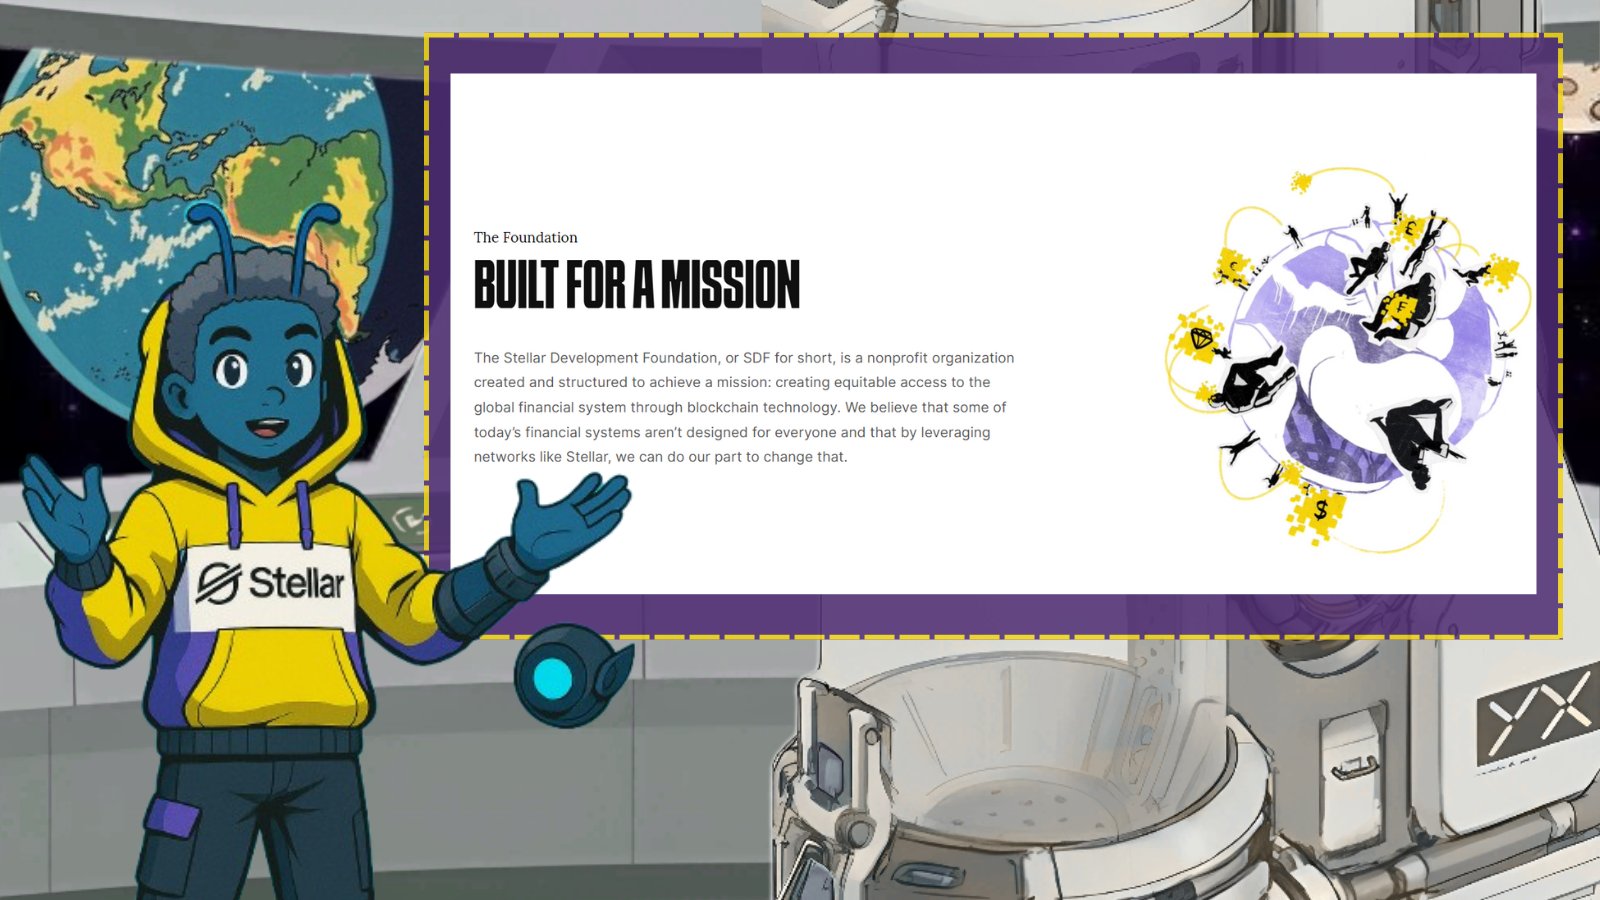 The Foundation
BUILT FOR A MISSION
The Stellar Development Foundation, or SDF for short, is a nonprofit organization
created and structured to achieve a mission: creating equitable access to the
global financial system through blockchain technology. We believe that some of
today's financial systems aren't designed for everyone and that by leveraging
networks like Stellar, we can do our part to change that.
Stellar
YX
£
F
$